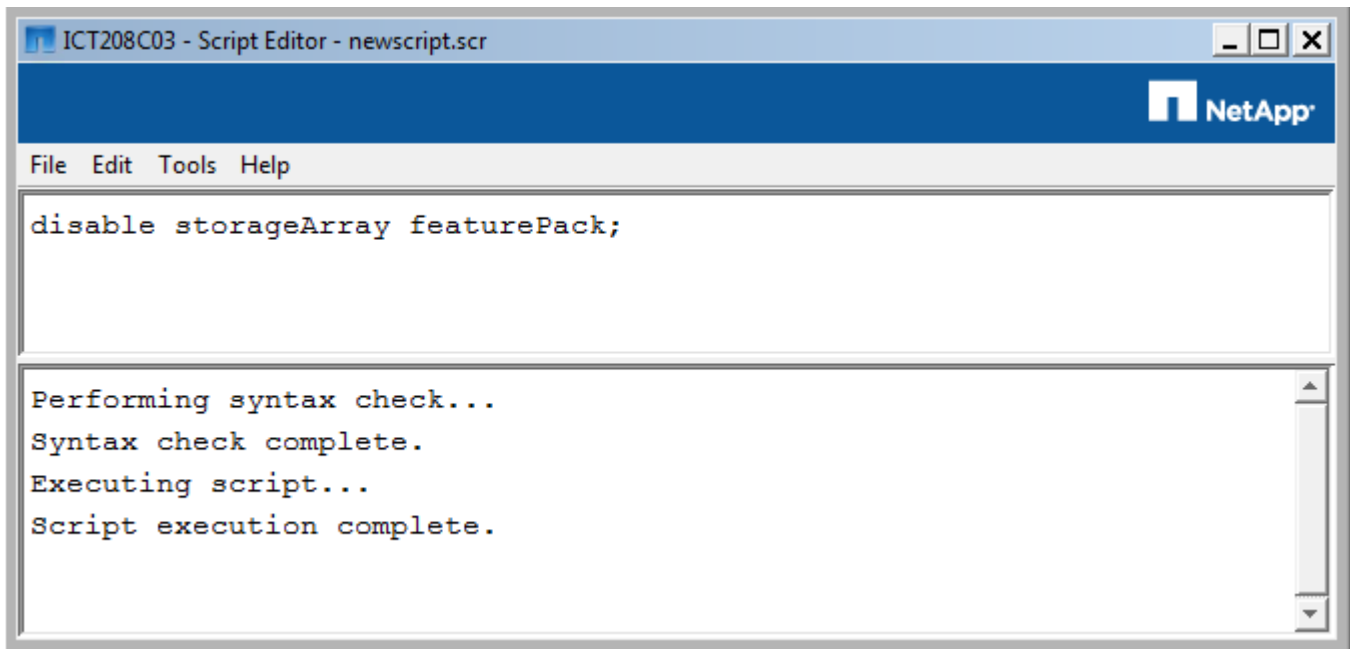 ICT208C03 - Script Editor - newscript.scr
NetApp
File Edit Tools Help
disable storageArray featurePack;
Performing syntax check...
Syntax check complete.
Executing script...
Script execution complete.